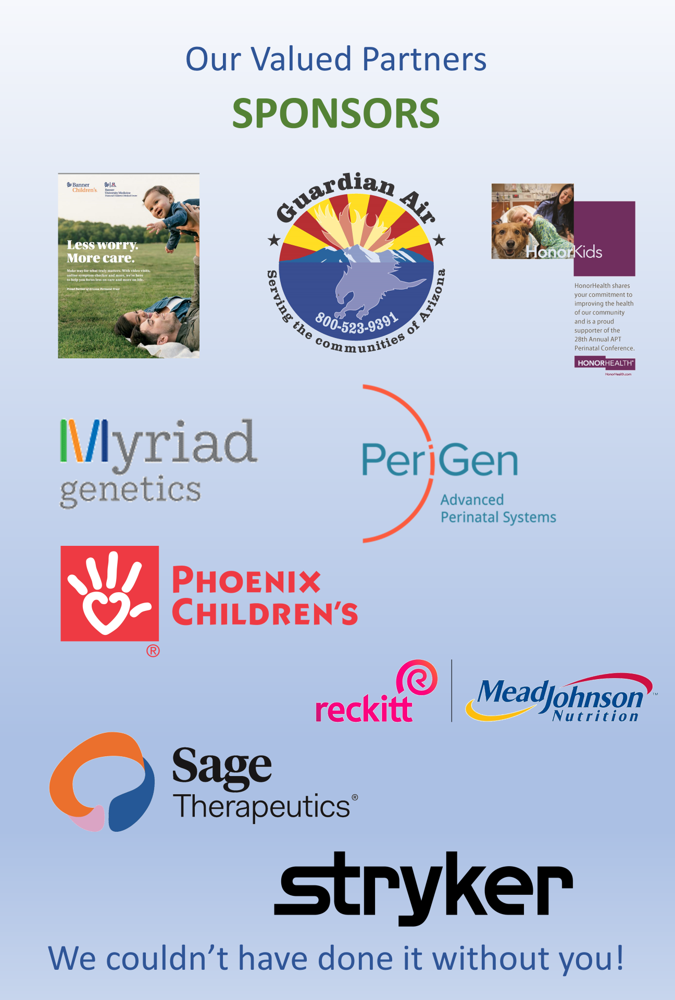 Our Valued Partners
SPONSORS
Banner
Children's.
Banner
University Medicine
Diamond Children's Medical Center
Less worry.
More care.
Make way for what truly matters. With video visits,
online symptom checker and more, we're here
to help you focus less on care and more on life.
Proud Partner of Arizona Perinatal Trust
Guardian Air
800-523-9391
Serving the communities of Arizona
HonorKids
HonorHealth shares
your commitment to
improving the health
of our community
and is a proud
supporter of the
28th Annual APT
Perinatal Conference.
HONORHEALTH®
HonorHealth.com
Myriad
genetics
PeriGen
Advanced
Perinatal Systems
PHOENIX
CHILDREN'S
®
reckitt
MeadJohnson™
Nutrition
Sage
Therapeutics®
stryker
We couldn't have done it without you!